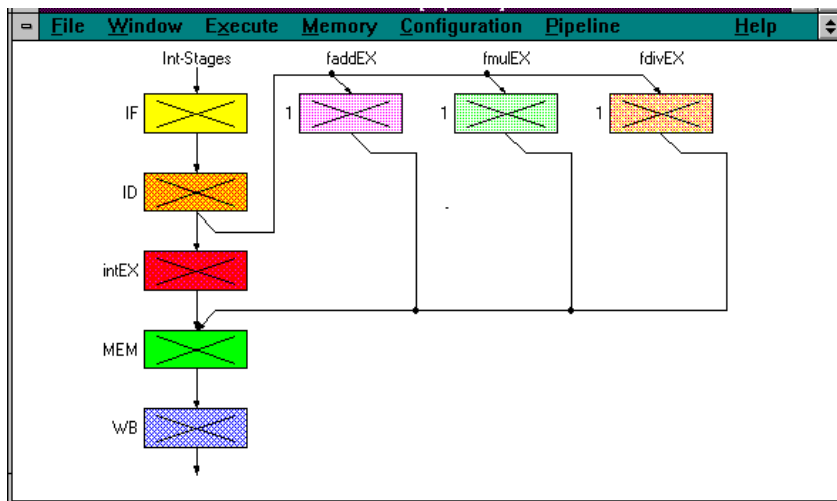 File Window Execute Memory Configuration Pipeline Help
Int-Stages faddEX fmulEX fdivEX
IF 1 1 1
ID
intEX
MEM
WB